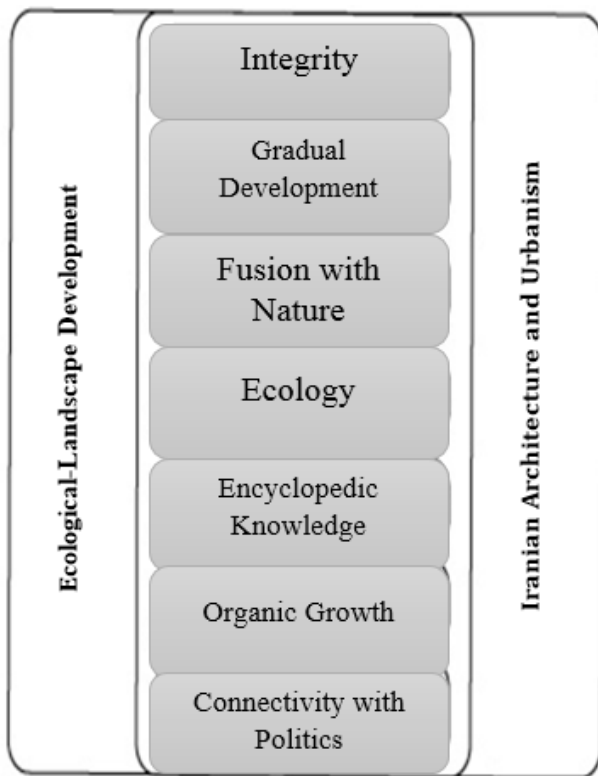 Ecological-Landscape Development
Integrity
Gradual
Development
Fusion with
Nature
Ecology
Encyclopedic
Knowledge
Organic Growth
Connectivity with
Politics
Iranian Architecture and Urbanism